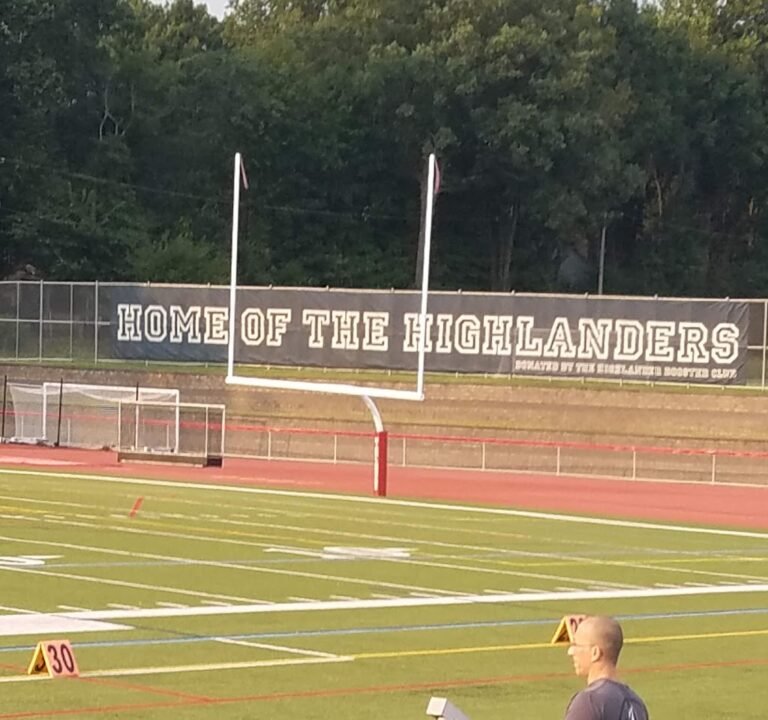 HOME OF THE HIGHLANDERS
DONATED BY THE HIGHLANDER BOOSTER CLUB
30